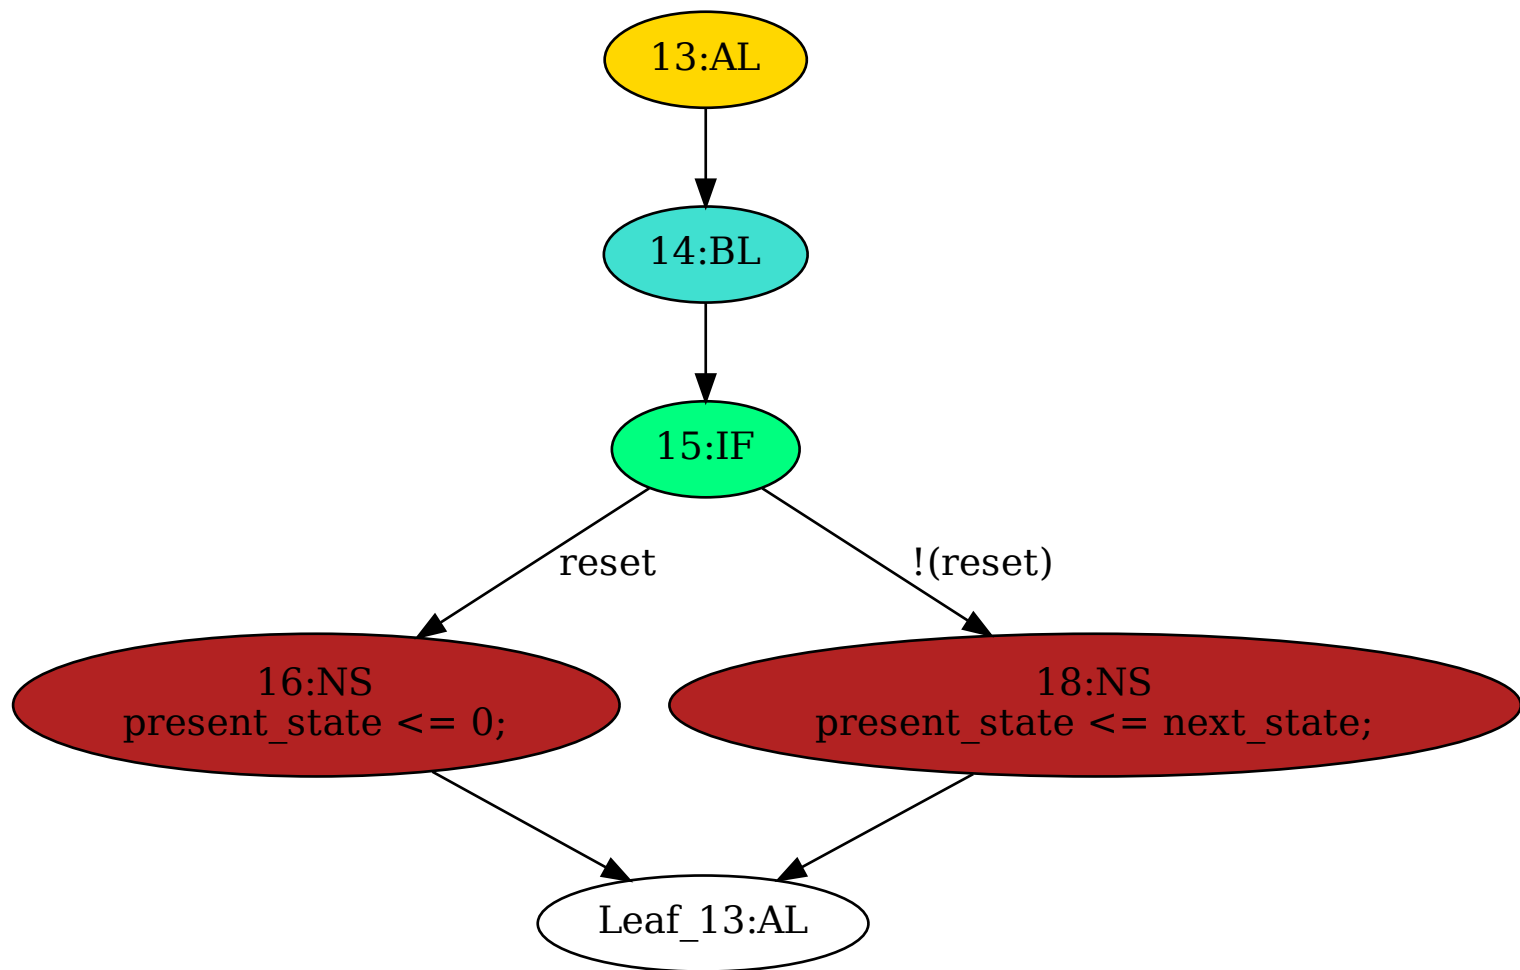 13:AL
14:BL
15:IF
reset
!(reset)
16:NS
present_state <= 0;
18:NS
present_state <= next_state;
Leaf_13:AL